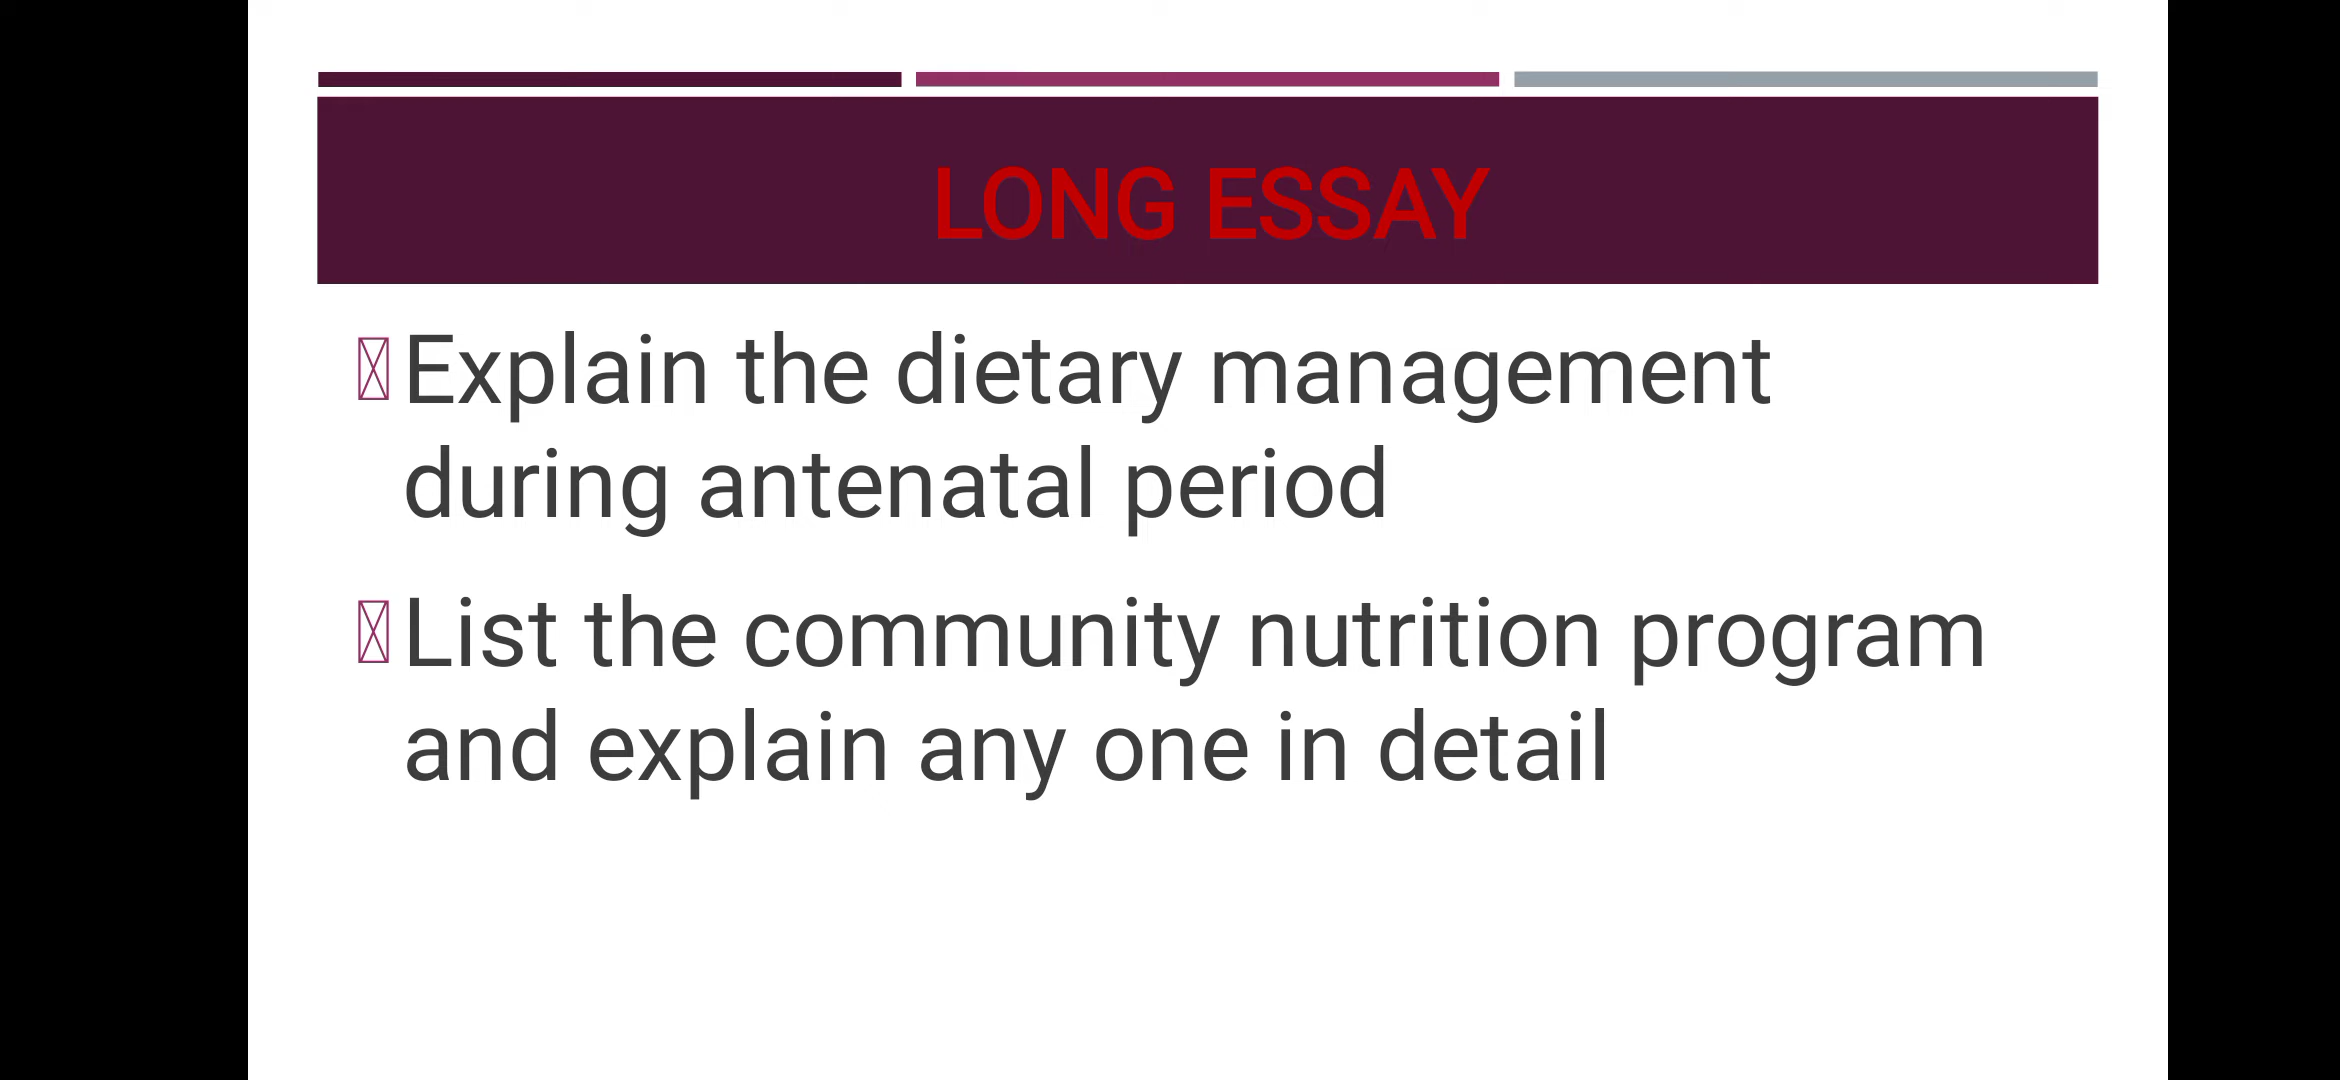 LONG ESSAY
Explain the dietary management
during antenatal period
List the community nutrition program
and explain any one in detail